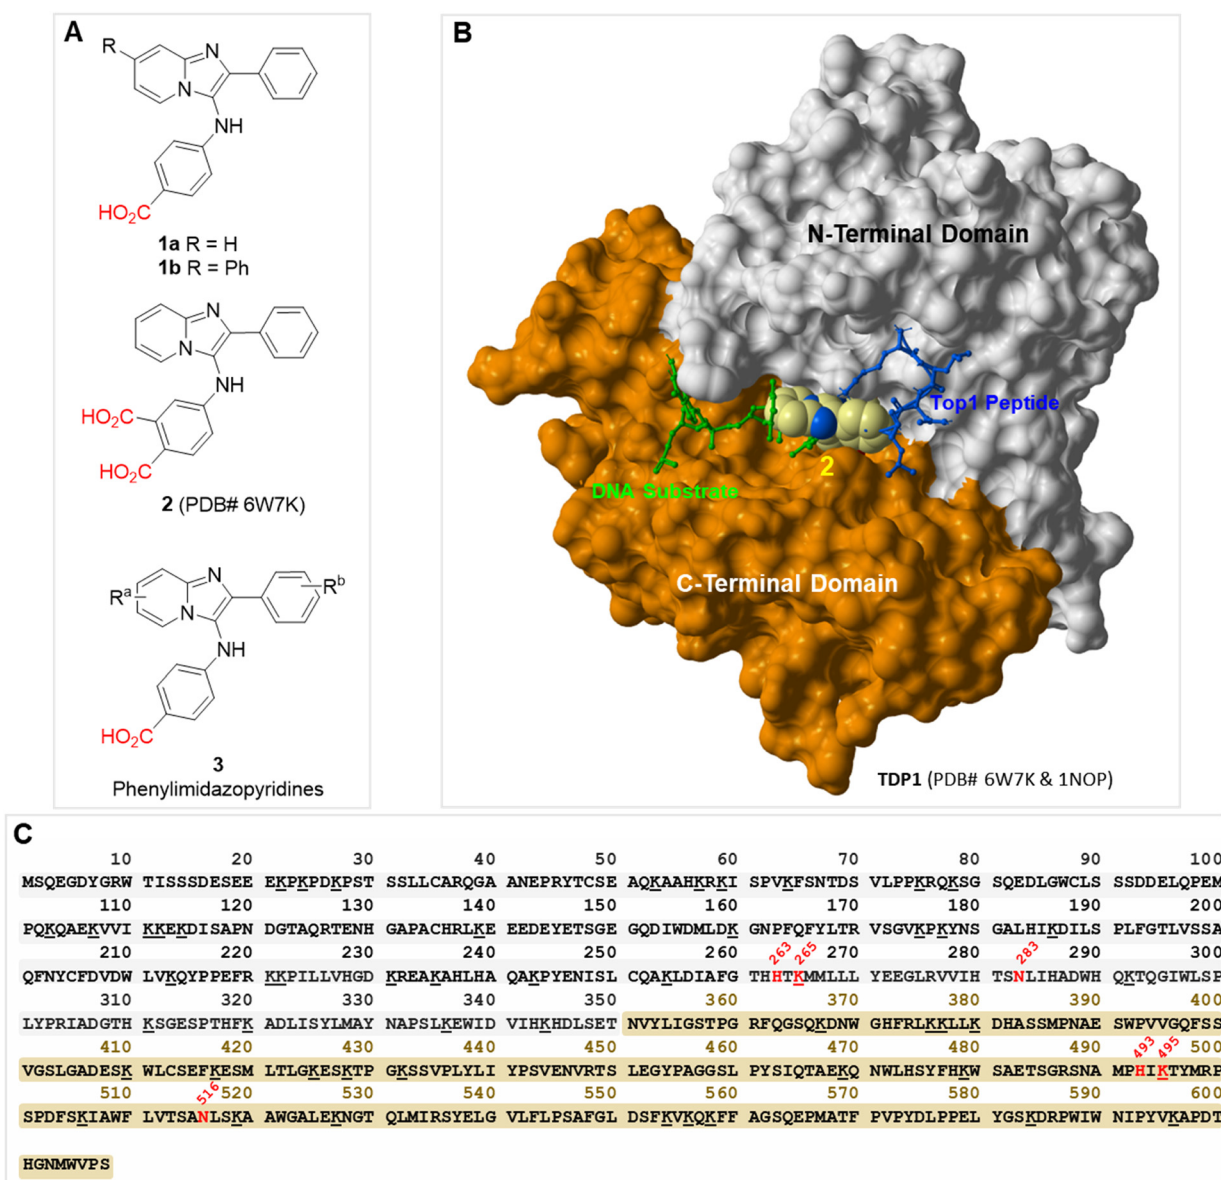 A
R
N
N
NH
HO₂C
1a R = H
1b R = Ph
N
N
NH
HO₂C
HO₂C
2 (PDB# 6W7K)
Rᵃ
N
N
Rᵇ
NH
HO₂C
3
Phenylimidazopyridines
B
N-Terminal Domain
Top1 Peptide
2
DNA Substrate
C-Terminal Domain
TDP1 (PDB# 6W7K & 1NOP)
C
10 20 30 40 50 60 70 80 90 100
MSQEGDYGRW TISSSDESEE EKPKPDKPST SSLLCARQGA ANEPRYTCSE AQKAAHKRKI SPVKFSNTDS VLPPKRQKSG SQEDLGWCLS SSDDELQPEM
110 120 130 140 150 160 170 180 190 200
PQKQAEKVVI KKEKDISAPN DGTAQRTENH GAPACHRLKE EEDEYETSGE GQDIWDMLDK GNPFQFYLTR VSGVKPKYNS GALHIKDILS PLFGTLVSSA
210 220 230 240 250 260 270 280 290 300
263 265 283
QFNYCFDVDW LVKQYPPEFR KKPILLVHGD KREAKAHLHA QAKPYENISL CQAKLDIAFG THHTKMMLLL YEEGLRVVIH TSNLIHADWH QKTQGIWLSP
310 320 330 340 350 360 370 380 390 400
LYPRIADGTH KSGESPTHFK ADLISYLMAY NAPSLKEWID VIHKHDLSET NVYLIGSTPG RFQGSQKDNW GHFRLKKLLK DHASSMPNAE SWPVVGQFSS
410 420 430 440 450 460 470 480 490 500
493 495
VGSLGADESK WLCSEFKESM LTLGKESKTP GKSSVPLYLI YPSVENVRTS LEGYPAGGSL PYSIQTAEKQ NWLHSYFHKW SAETSGRSNA MPHIKTYMRP
510 520 530 540 550 560 570 580 590 600
516
SPDFSKIAWF LVTSANLSKA AWGALEKNGT QLMIRSYELG VLFLPSAFGL DSFKVKQKFF AGSQEPMATF PVPYDLPPEL YGSKDRPWIW NIPYVKAPDT
HGNMWVPS